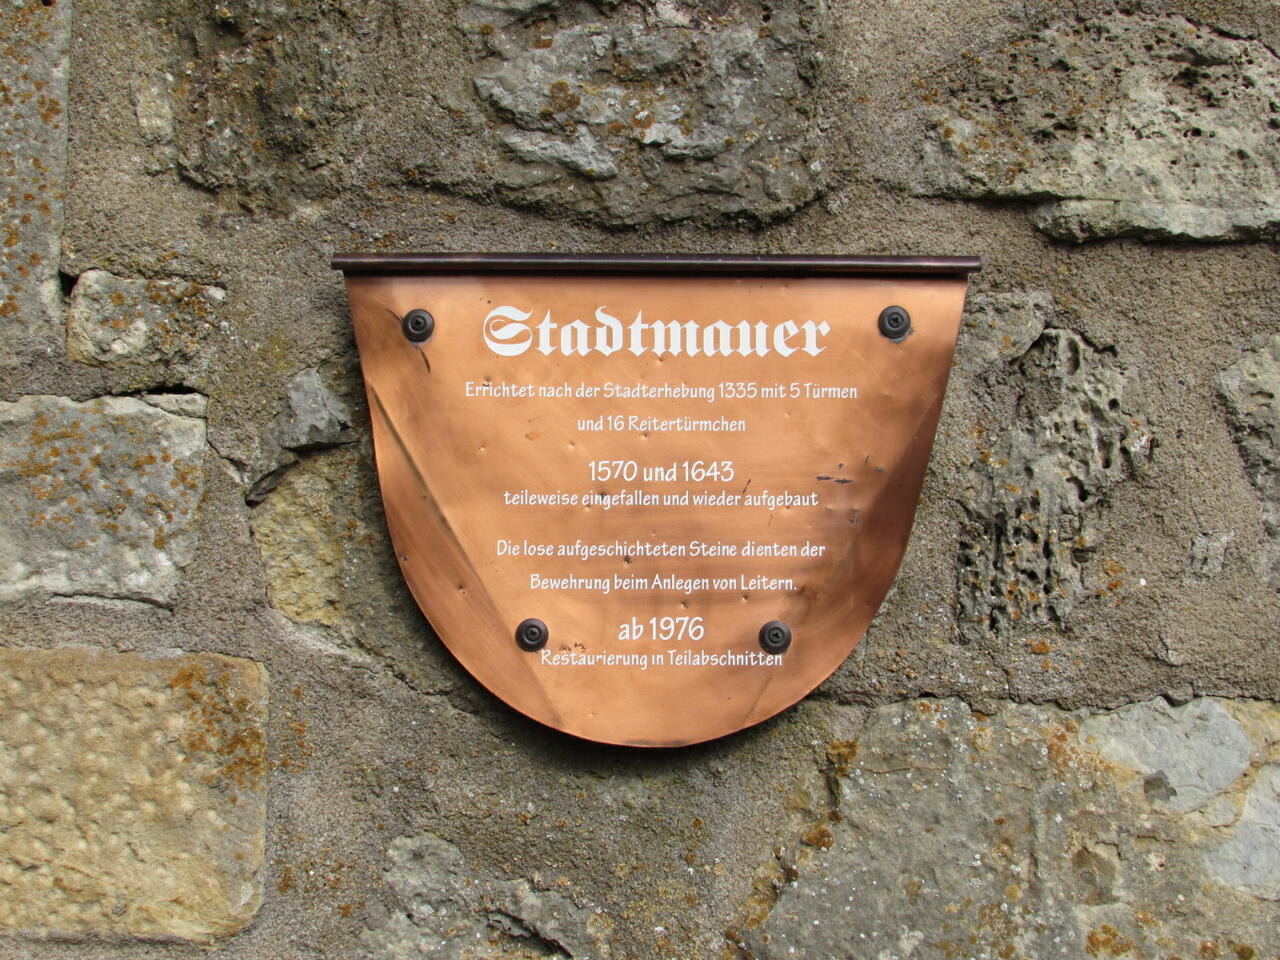 Stadtmauer
Errichtet nach der Stadterhebung 1335 mit 5 Türmen
und 16 Reitertürmchen
1570 und 1643
teileweise eingefallen und wieder aufgebaut
Die lose aufgeschichteten Steine dienten der
Bewehrung beim Anlegen von Leitern.
ab 1976
Restaurierung in Teilabschnitten